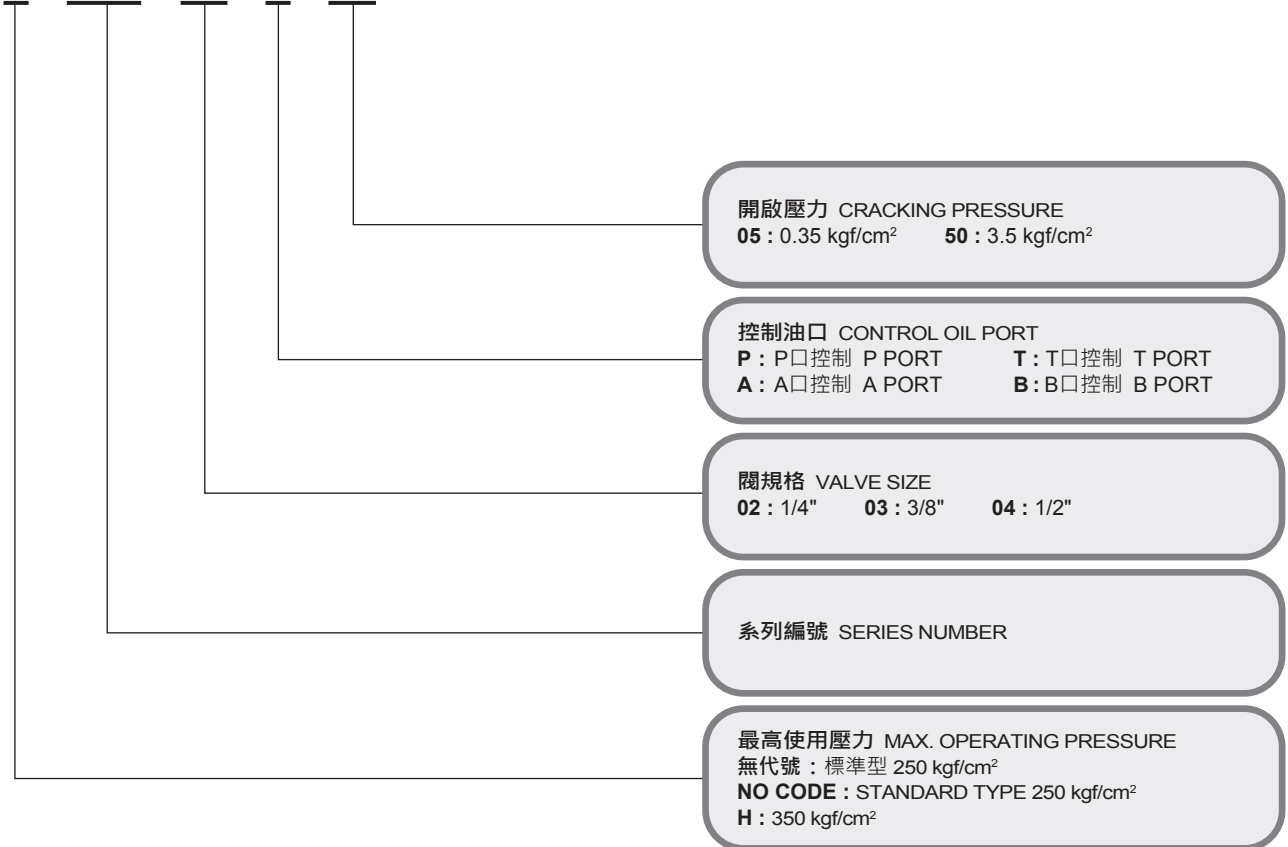 開啟壓力 CRACKING PRESSURE
05 : 0.35 kgf/cm² 50 : 3.5 kgf/cm²
控制油口 CONTROL OIL PORT
P : P口控制 P PORT T : T口控制 T PORT
A : A口控制 A PORT B : B口控制 B PORT
閥規格 VALVE SIZE
02 : 1/4" 03 : 3/8" 04 : 1/2"
系列編號 SERIES NUMBER
最高使用壓力 MAX. OPERATING PRESSURE
無代號 : 標準型 250 kgf/cm²
NO CODE : STANDARD TYPE 250 kgf/cm²
H : 350 kgf/cm²